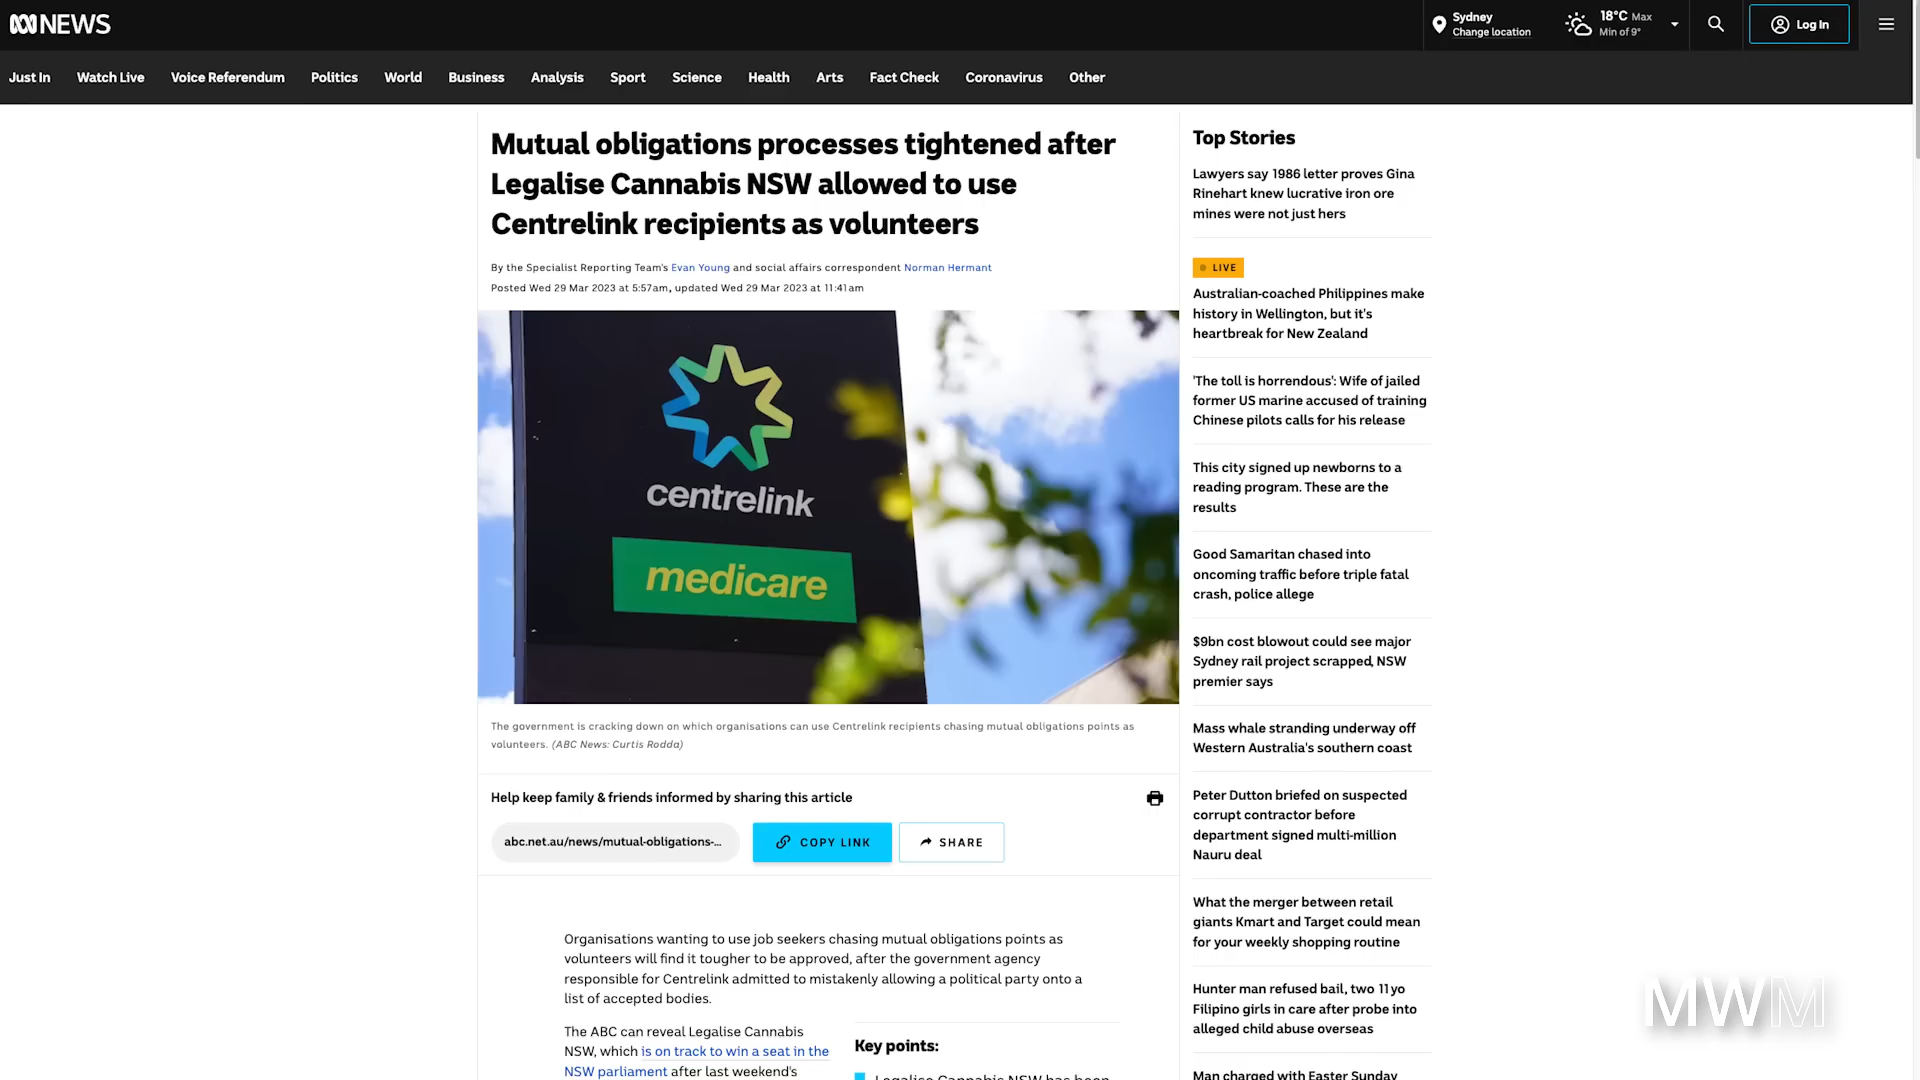 NEWS
Sydney
Change location
18°C Max
Min of 9°
Log In
Just In Watch Live Voice Referendum Politics World Business Analysis Sport Science Health Arts Fact Check Coronavirus Other
Mutual obligations processes tightened after
Legalise Cannabis NSW allowed to use
Centrelink recipients as volunteers
By the Specialist Reporting Team's Evan Young and social affairs correspondent Norman Hermant
Posted Wed 29 Mar 2023 at 5:57am, updated Wed 29 Mar 2023 at 11:41am
centrelink
medicare
The government is cracking down on which organisations can use Centrelink recipients chasing mutual obligations points as
volunteers. (ABC News: Curtis Rodda)
Help keep family & friends informed by sharing this article
abc.net.au/news/mutual-obligations-...
COPY LINK
SHARE
Organisations wanting to use job seekers chasing mutual obligations points as
volunteers will find it tougher to be approved, after the government agency
responsible for Centrelink admitted to mistakenly allowing a political party onto a
list of accepted bodies.
The ABC can reveal Legalise Cannabis
NSW, which is on track to win a seat in the
NSW parliament after last weekend's
Key points:
Legalise Cannabis NSW has been
Top Stories
Lawyers say 1986 letter proves Gina
Rinehart knew lucrative iron ore
mines were not just hers
LIVE
Australian-coached Philippines make
history in Wellington, but it's
heartbreak for New Zealand
'The toll is horrendous': Wife of jailed
former US marine accused of training
Chinese pilots calls for his release
This city signed up newborns to a
reading program. These are the
results
Good Samaritan chased into
oncoming traffic before triple fatal
crash, police allege
$9bn cost blowout could see major
Sydney rail project scrapped, NSW
premier says
Mass whale stranding underway off
Western Australia's southern coast
Peter Dutton briefed on suspected
corrupt contractor before
department signed multi-million
Nauru deal
What the merger between retail
giants Kmart and Target could mean
for your weekly shopping routine
Hunter man refused bail, two 11yo
Filipino girls in care after probe into
alleged child abuse overseas
Man charged with Easter Sunday
MWM